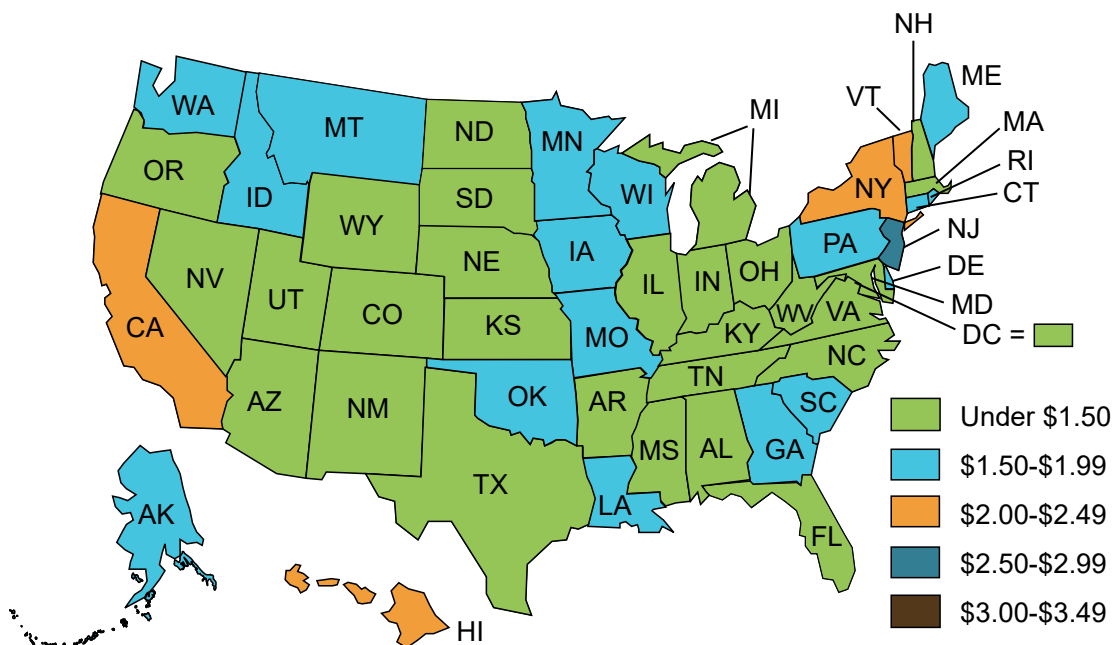 NH
ME
VT
MI
MA
WA
MT
ND
MN
RI
OR
ID
SD
WI
NY
CT
WY
NJ
IA
PA
NE
DE
NV
IL
IN
OH
MD
UT
CO
WV
VA
DC =
CA
KS
MO
KY
NC
TN
AZ
NM
OK
AR
SC
MS
AL
GA
TX
LA
FL
AK
HI
Under $1.50
$1.50-$1.99
$2.00-$2.49
$2.50-$2.99
$3.00-$3.49